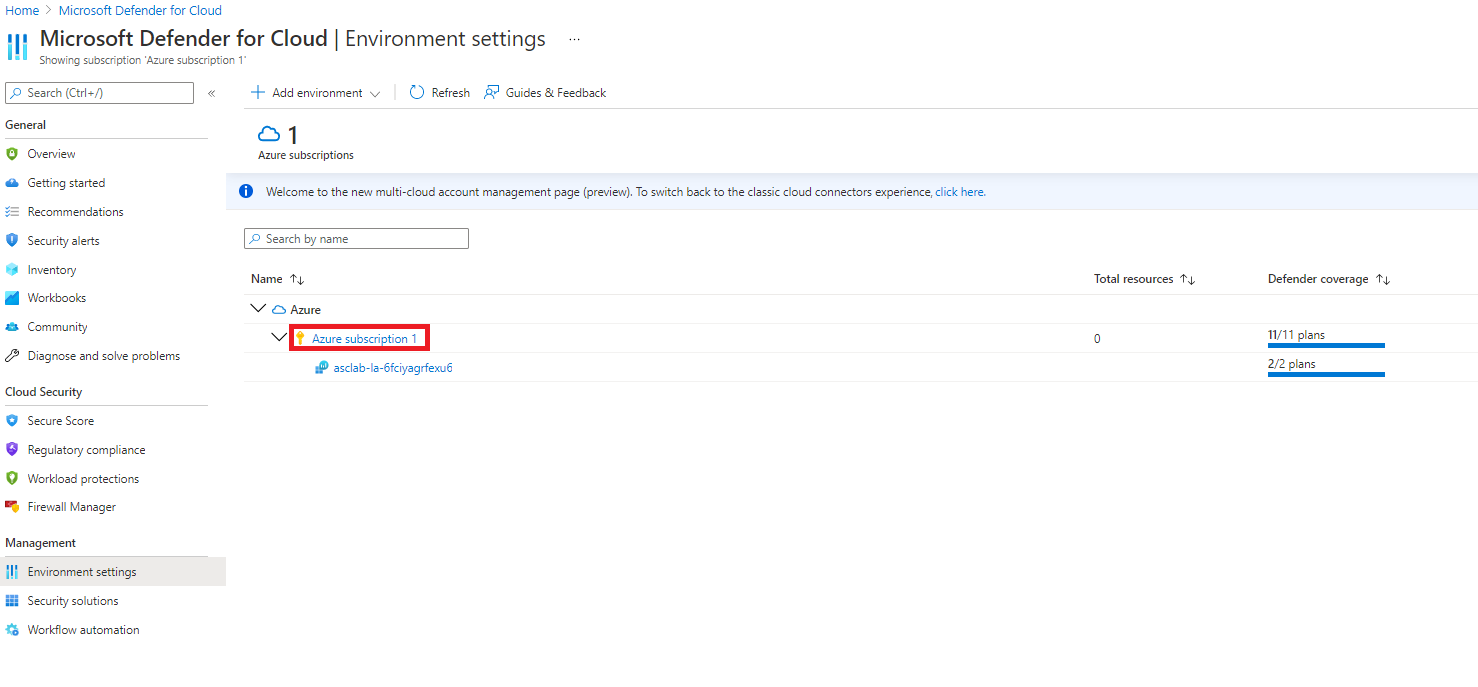 Home > Microsoft Defender for Cloud
Microsoft Defender for Cloud | Environment settings ...
Showing subscription 'Azure subscription 1'
Search (Ctrl+/) «
General
Overview
Getting started
Recommendations
Security alerts
Inventory
Workbooks
Community
Diagnose and solve problems
Cloud Security
Secure Score
Regulatory compliance
Workload protections
Firewall Manager
Management
Environment settings
Security solutions
Workflow automation
Add environment Refresh Guides & Feedback
1
Azure subscriptions
Welcome to the new multi-cloud account management page (preview). To switch back to the classic cloud connectors experience, click here.
Search by name
Name Total resources Defender coverage
Azure
Azure subscription 1 0 11/11 plans
asclab-la-6fciyagrfexu6 2/2 plans